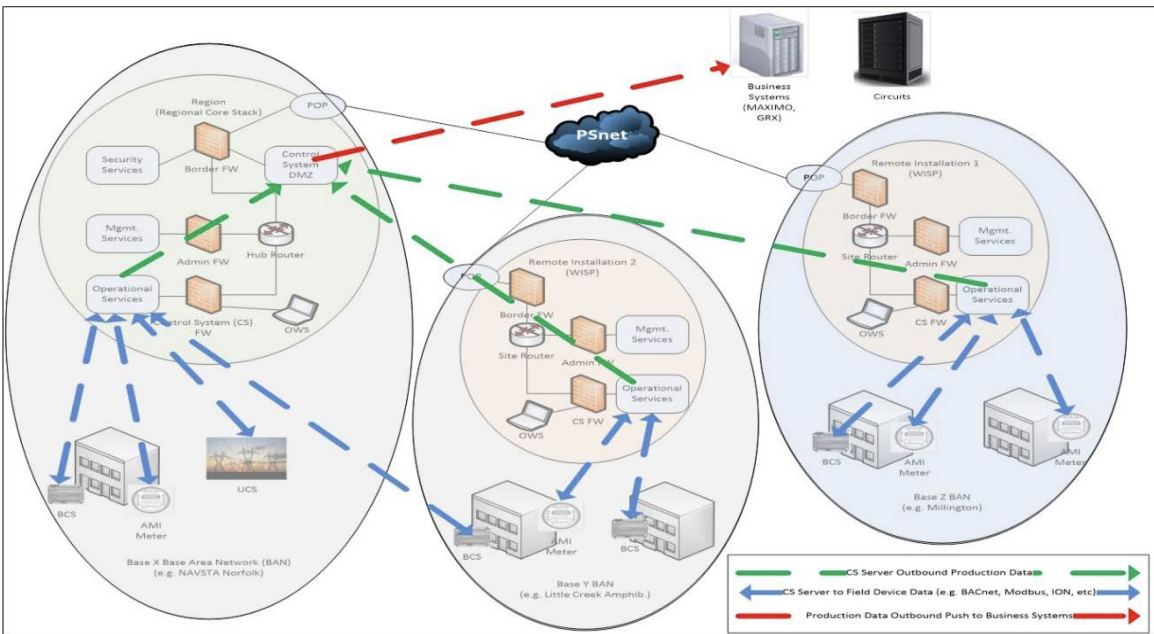 Business
Systems
(MAXIMO,
GRX)
Circuits
PSnet
Region
(Regional Core Stack)
POP
Security
Services
Border FW
Control
System
DMZ
Mgmt.
Services
Admin FW
Hub Router
Operational
Services
Control System (CS)
FW
OWS
BCS
AMI
Meter
UCS
Base X Base Area Network (BAN)
(e.g. NAVSTA Norfolk)
POP
Remote Installation 2
(WISP)
Border FW
Site Router
Admin FW
Mgmt.
Services
Operational
Services
CS FW
OWS
BCS
AMI
Meter
BCS
Base Y BAN
(e.g. Little Creek Amphib.)
POP
Remote Installation 1
(WISP)
Border FW
Site Router
Admin FW
Mgmt.
Services
Operational
Services
CS FW
OWS
BCS
AMI
Meter
AMI
Meter
Base Z BAN
(e.g. Millington)
CS Server Outbound Production Data
CS Server to Field Device Data (e.g. BACnet, Modbus, ION, etc)
Production Data Outbound Push to Business Systems